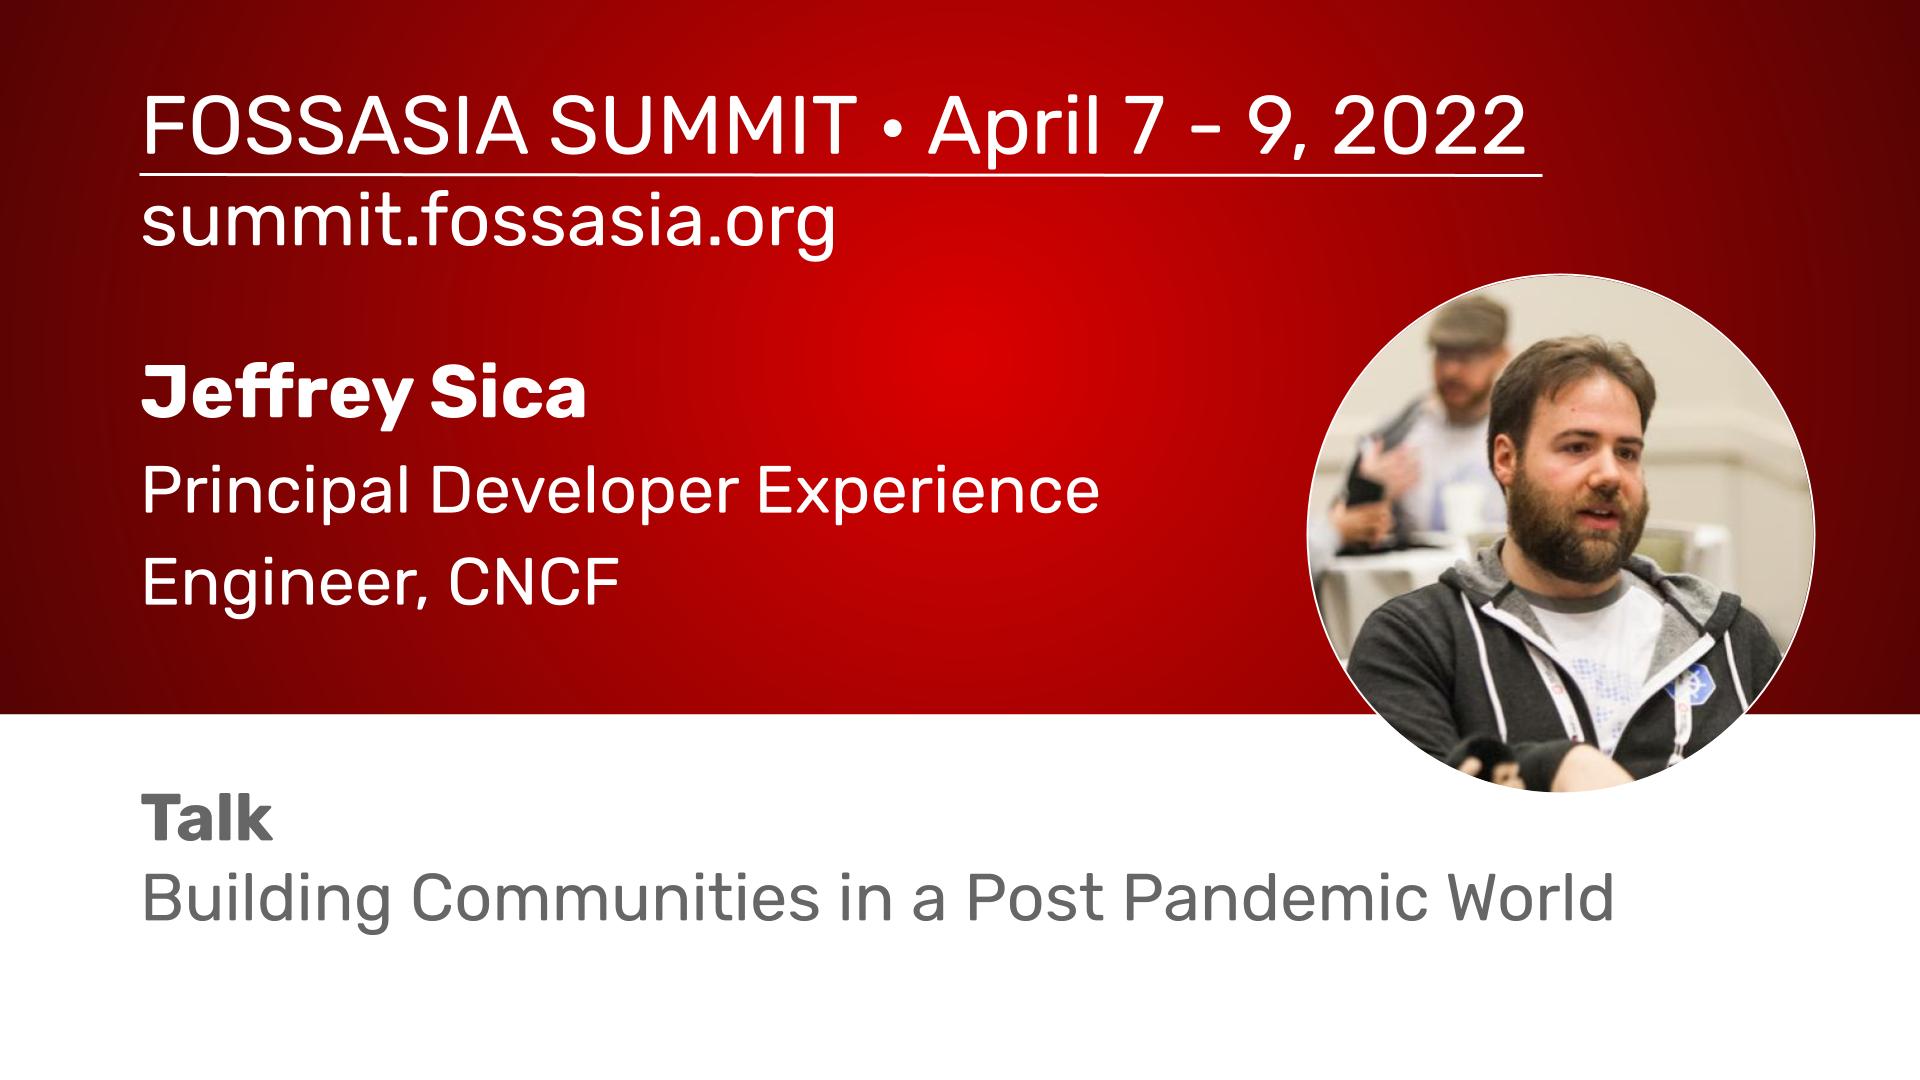 FOSSASIA SUMMIT • April 7 - 9, 2022
summit.fossasia.org
Jeffrey Sica
Principal Developer Experience
Engineer, CNCF
Talk
Building Communities in a Post Pandemic World